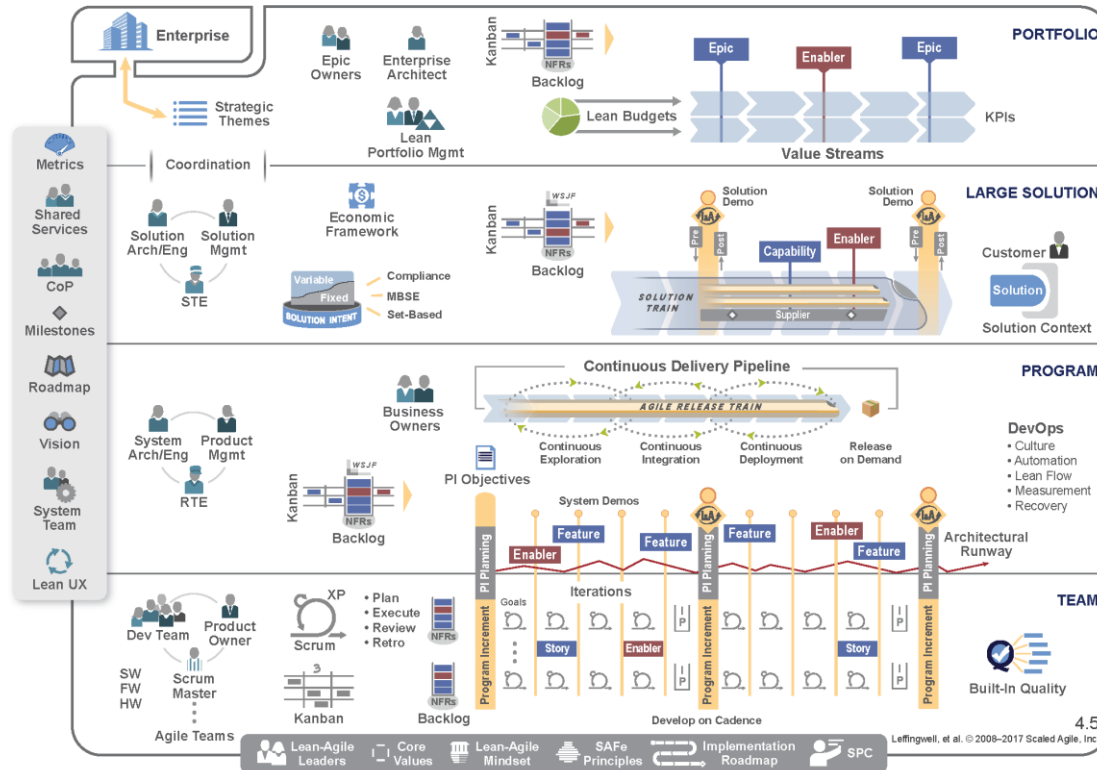 Enterprise
Strategic
Themes
Epic
Owners
Enterprise
Architect
Lean
Portfolio Mgmt
Kanban
NFRs
Backlog
Lean Budgets
Epic
Enabler
Epic
KPIs
Value Streams
PORTFOLIO
Metrics
Shared
Services
CoP
Milestones
Roadmap
Vision
System
Team
Lean UX
Coordination
Solution
Arch/Eng
Solution
Mgmt
STE
Economic
Framework
Variable
Fixed
SOLUTION INTENT
Compliance
MBSE
Set-Based
Kanban
WSJF
NFRs
Backlog
Solution
Demo
I&A
Pre
Post
Capability
Enabler
Solution
Demo
I&A
Pre
Post
SOLUTION
TRAIN
Supplier
LARGE SOLUTION
Customer
Solution
Solution Context
System
Arch/Eng
Product
Mgmt
RTE
Business
Owners
Kanban
WSJF
NFRs
Backlog
Continuous Delivery Pipeline
AGILE RELEASE TRAIN
Continuous
Exploration
Continuous
Integration
Continuous
Deployment
Release
on Demand
PROGRAM
DevOps
• Culture
• Automation
• Lean Flow
• Measurement
• Recovery
PI Objectives
System Demos
I&A
I&A
PI Planning
Enabler
Feature
Feature
PI Planning
Feature
Enabler
Feature
PI Planning
Architectural
Runway
Dev Team
Product
Owner
Scrum
Master
SW
FW
HW
Agile Teams
XP
Scrum
• Plan
• Execute
• Review
• Retro
Kanban
3
NFRs
NFRs
Backlog
Program Increment
Goals
Iterations
Story
Enabler
I P
I P
Program Increment
Story
I P
I P
Program Increment
Develop on Cadence
TEAM
Built-In Quality
4.5
Leffingwell, et al. © 2008–2017 Scaled Agile, Inc
Lean-Agile
Leaders
Core
Values
Lean-Agile
Mindset
SAFe
Principles
Implementation
Roadmap
SPC